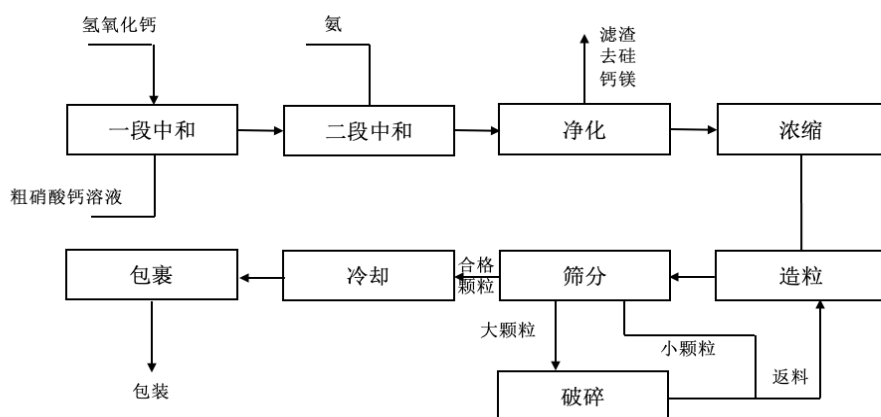 氢氧化钙
氨
滤渣
去硅
钙镁
一段中和
二段中和
净化
浓缩
粗硝酸钙溶液
包裹
冷却
合格
颗粒
筛分
造粒
大颗粒
小颗粒
返料
破碎
包装